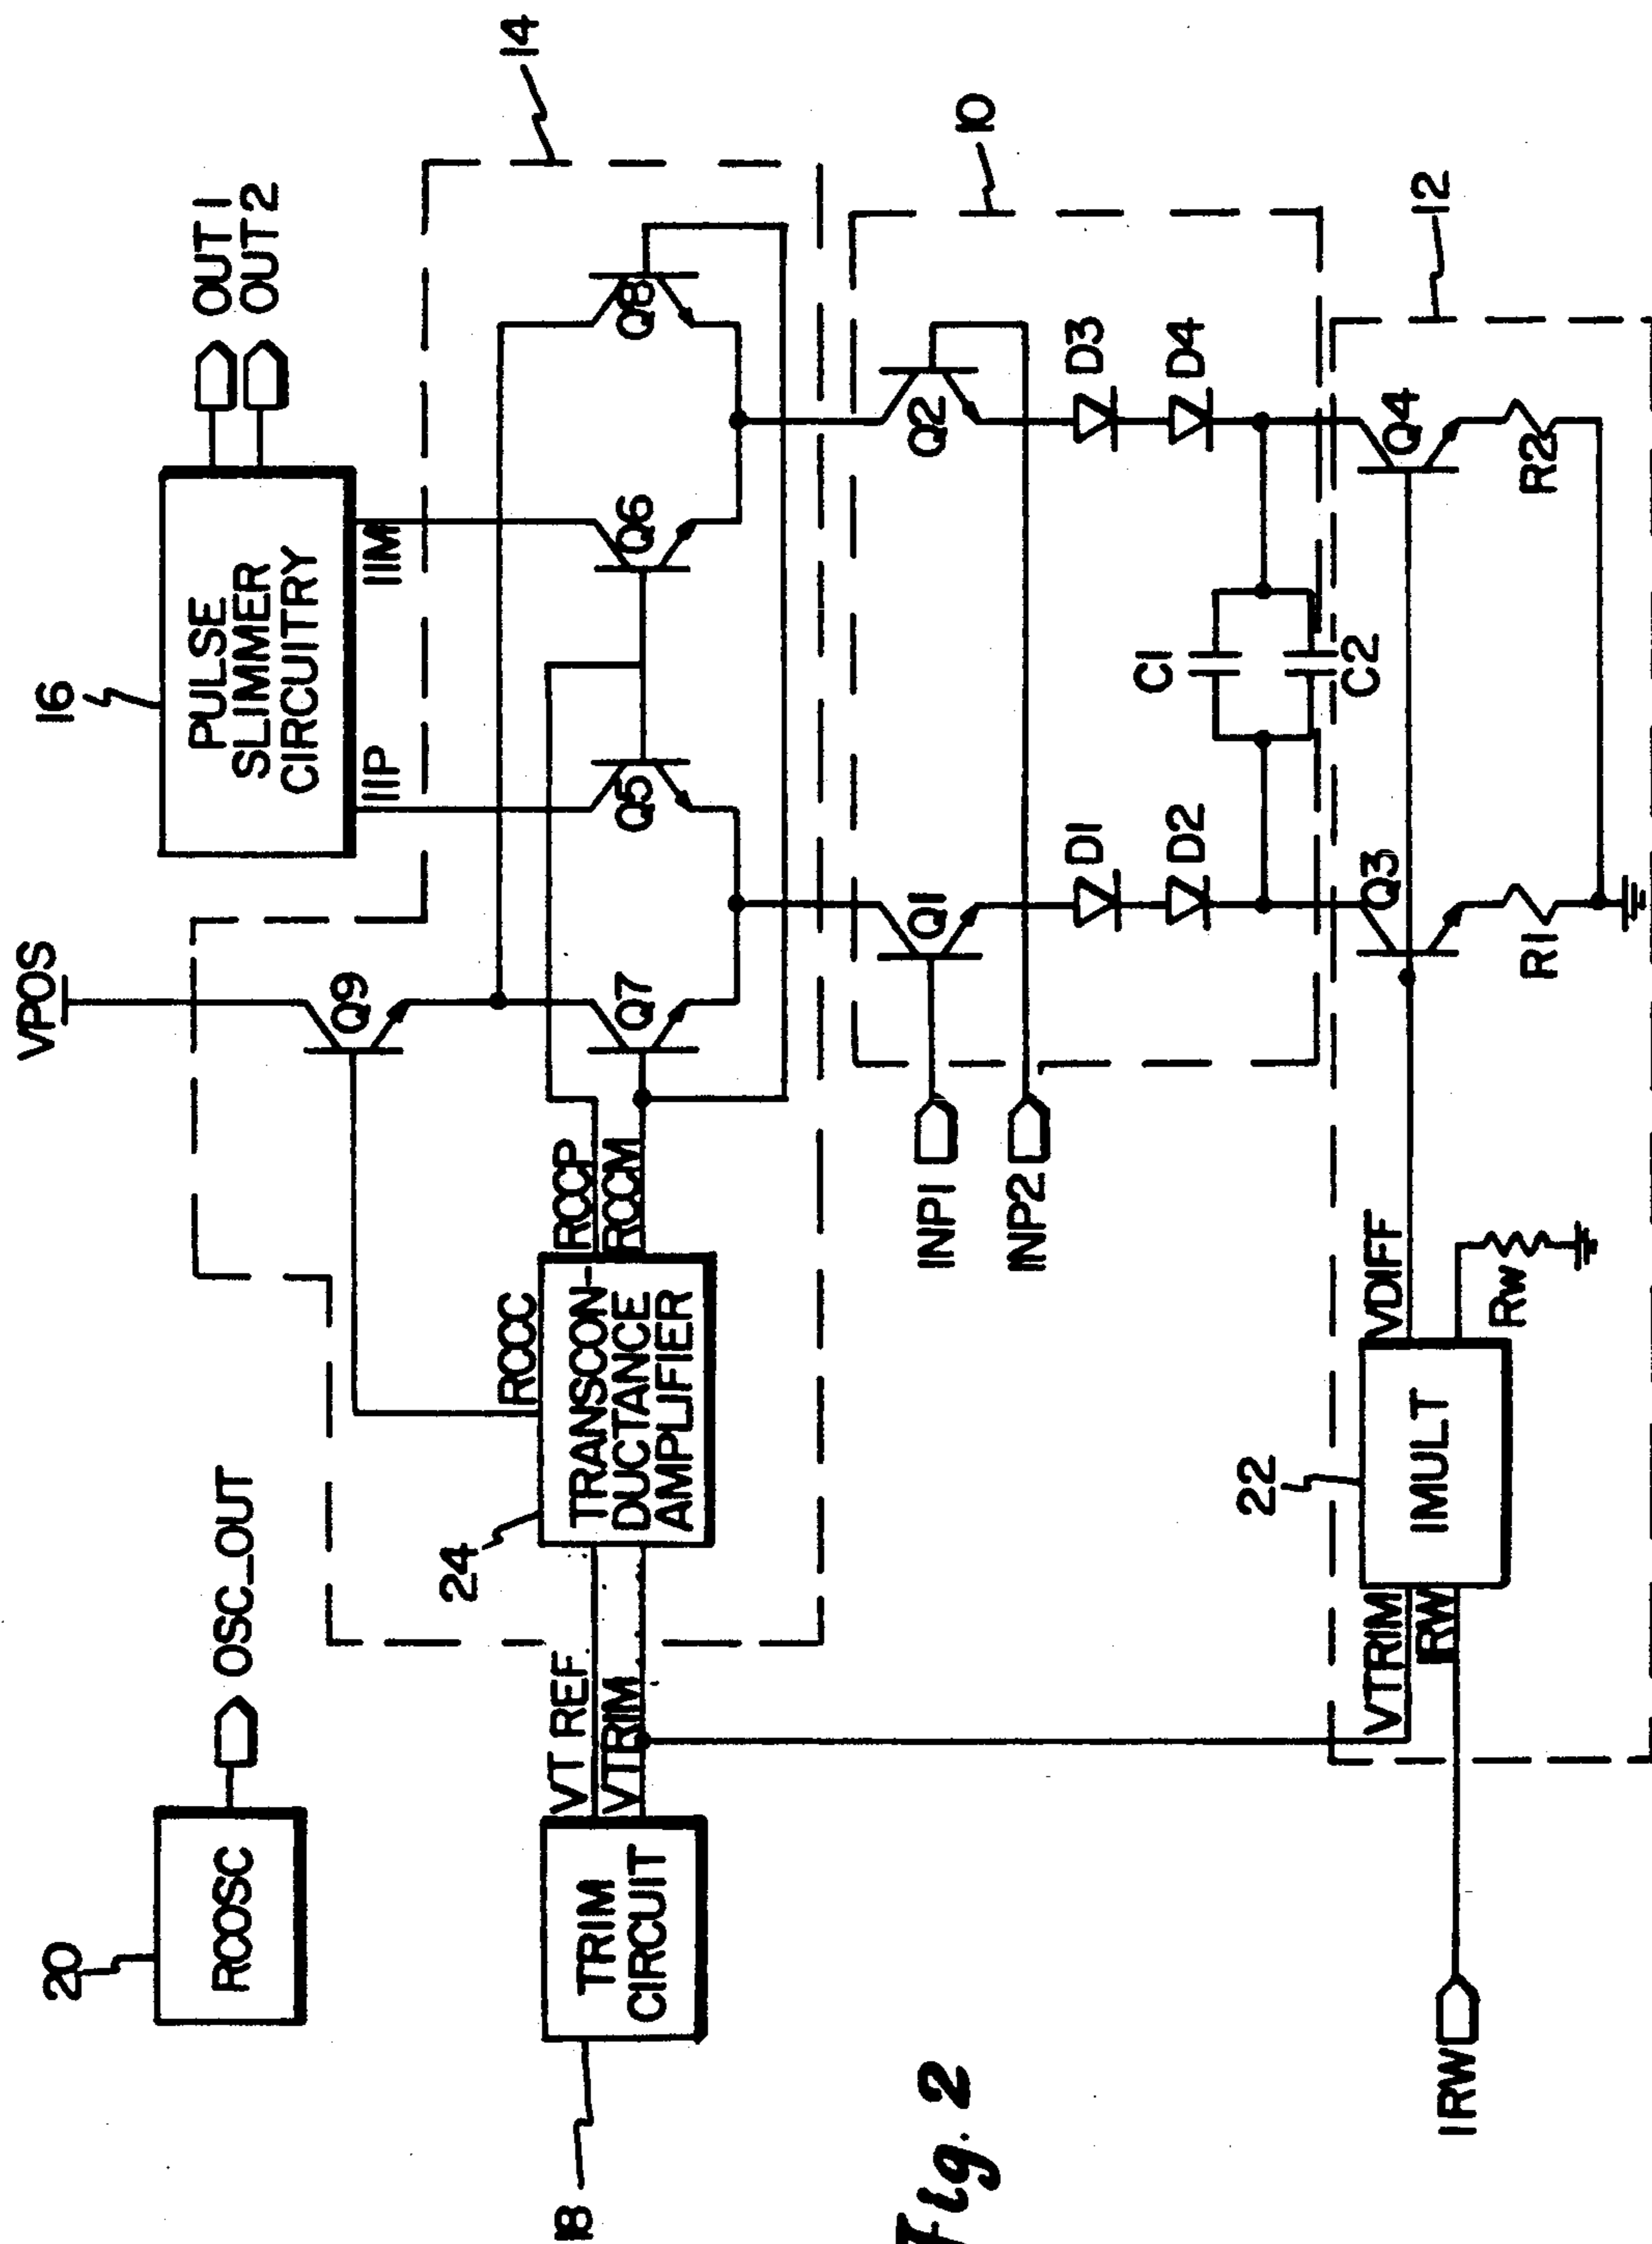 VPOS
16
PULSE
SLIMMER
CIRCUITRY
OUT1
OUT2
14
20
RCOSC
OSC_OUT
Q9
I1P
I1M
RCCC
24
TRANSCON-
DUCTANCE
AMPLIFIER
RCCP
RCCM
Q7
Q5
Q6
Q8
18
TRIM
CIRCUIT
VT REF
VTRIM
10
INP1
INP2
Q1
Q2
D1
D3
D2
D4
C1
C2
12
22
IMULT
VTRIM
RW
VDIFF
Rw
Q3
Q4
R1
R2
IRW
Fig. 2